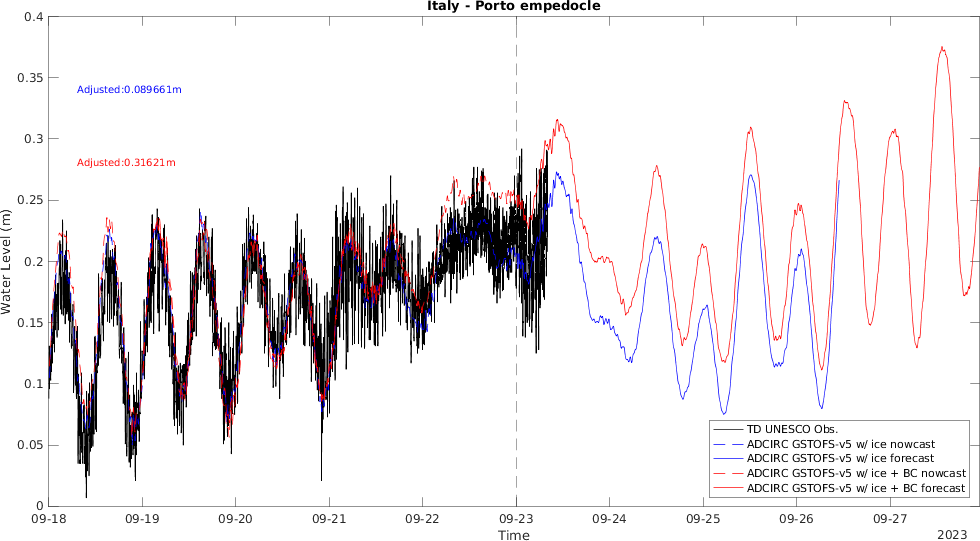 Italy - Porto empedocle
0.4
0.35
0.3
0.25
0.2
0.15
0.1
0.05
0
Water Level (m)
Adjusted:0.089661m
Adjusted:0.31621m
TD UNESCO Obs.
ADCIRC GSTOFS-v5 w/ ice nowcast
ADCIRC GSTOFS-v5 w/ ice forecast
ADCIRC GSTOFS-v5 w/ ice + BC nowcast
ADCIRC GSTOFS-v5 w/ ice + BC forecast
09-18 09-19 09-20 09-21 09-22 09-23 09-24 09-25 09-26 09-27
Time
2023